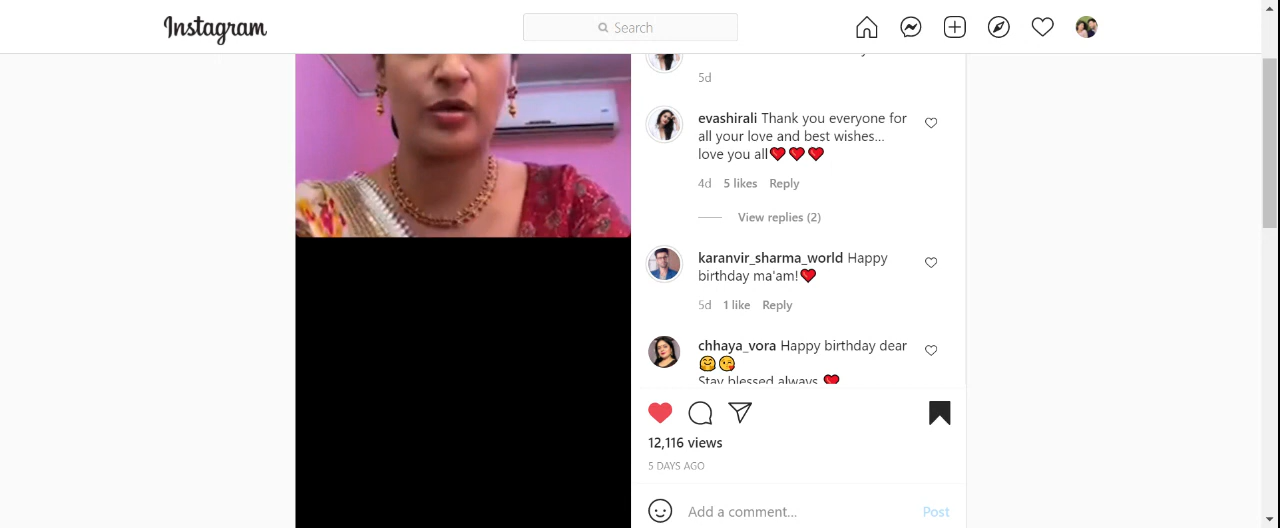 Instagram
Search
5d
evashirali Thank you everyone for
all your love and best wishes...
love you all❤❤❤
4d 5 likes Reply
View replies (2)
karanvir_sharma_world Happy
birthday ma'am!❤
5d 1 like Reply
chhaya_vora Happy birthday dear
🤗😘
Stay blessed always ❤
12,116 views
5 DAYS AGO
Add a comment...
Post